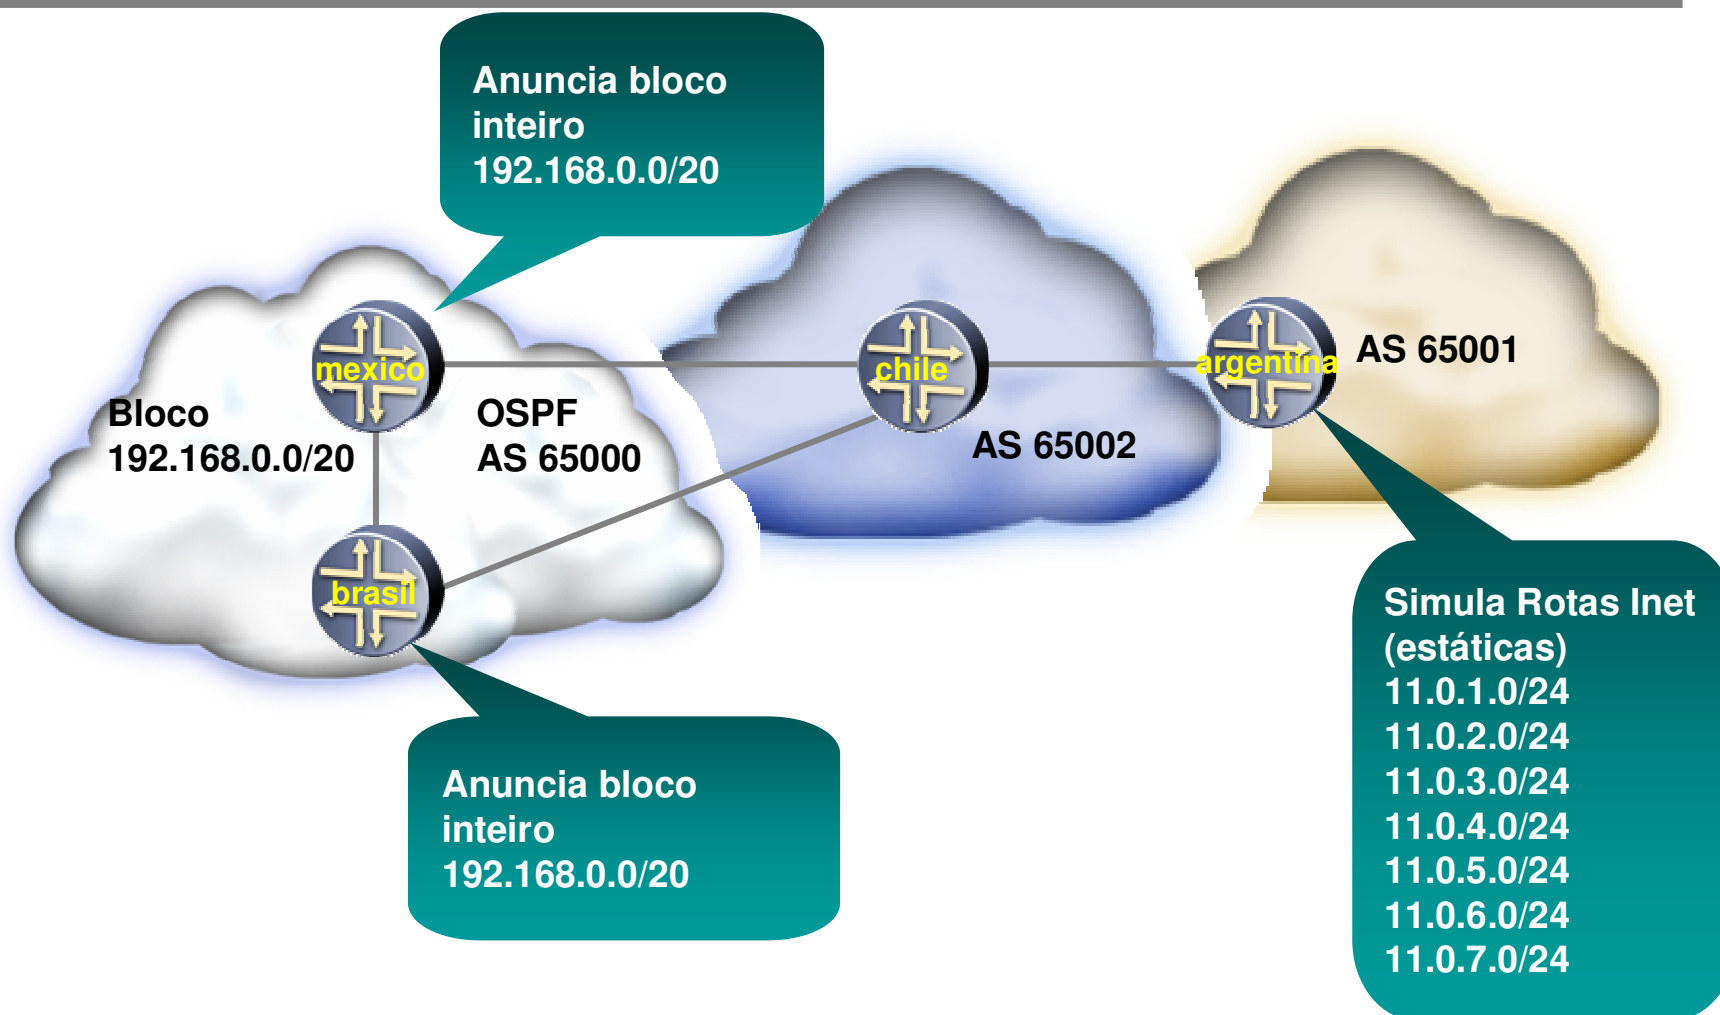 Anuncia bloco
inteiro
192.168.0.0/20
mexico
chile
argentina
AS 65001
Bloco
192.168.0.0/20
OSPF
AS 65000
AS 65002
brasil
Anuncia bloco
inteiro
192.168.0.0/20
Simula Rotas Inet
(estáticas)
11.0.1.0/24
11.0.2.0/24
11.0.3.0/24
11.0.4.0/24
11.0.5.0/24
11.0.6.0/24
11.0.7.0/24